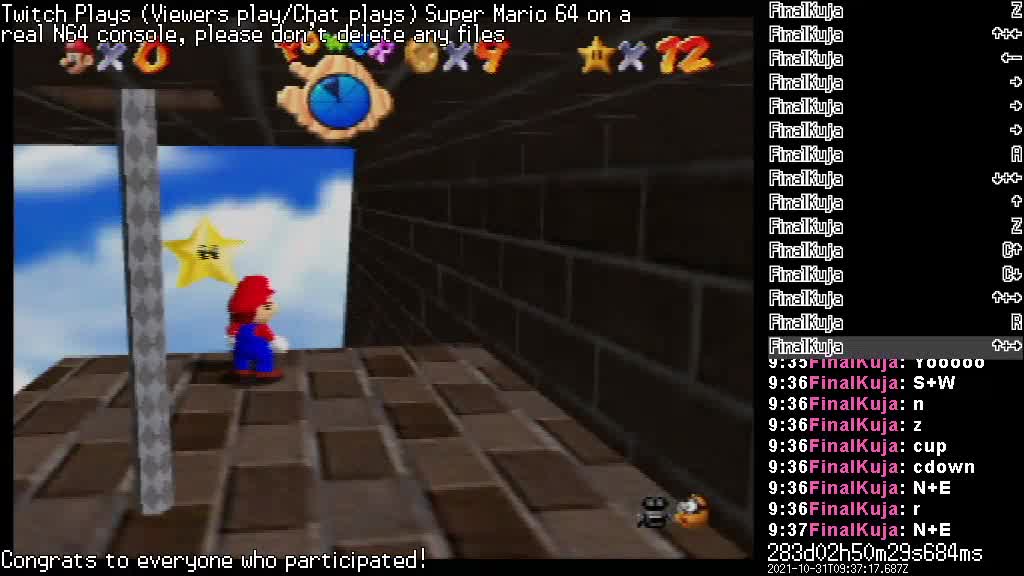 Twitch Plays (Viewers play/Chat plays) Super Mario 64 on a
real N64 console, please don't delete any files
x 0
x 9
x 12
Congrats to everyone who participated!
FinalKuja Z
FinalKuja ↑++→
FinalKuja ←
FinalKuja →
FinalKuja →
FinalKuja →
FinalKuja A
FinalKuja ↓+←
FinalKuja ↑
FinalKuja Z
FinalKuja C↑
FinalKuja C↓
FinalKuja ↑+→
FinalKuja R
FinalKuja ↑+→
9:35FinalKuja: Yooooo
9:36FinalKuja: S+W
9:36FinalKuja: n
9:36FinalKuja: z
9:36FinalKuja: cup
9:36FinalKuja: cdown
9:36FinalKuja: N+E
9:36FinalKuja: r
9:37FinalKuja: N+E
283d02h50m29s684ms
2021-10-31T09:37:17.687Z